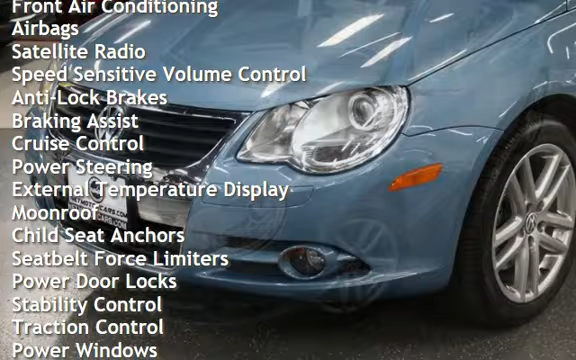 Front Air Conditioning
Airbags
Satellite Radio
Speed Sensitive Volume Control
Anti-Lock Brakes
Braking Assist
Cruise Control
Power Steering
External Temperature Display
Moonroof
Child Seat Anchors
Seatbelt Force Limiters
Power Door Locks
Stability Control
Traction Control
Power Windows